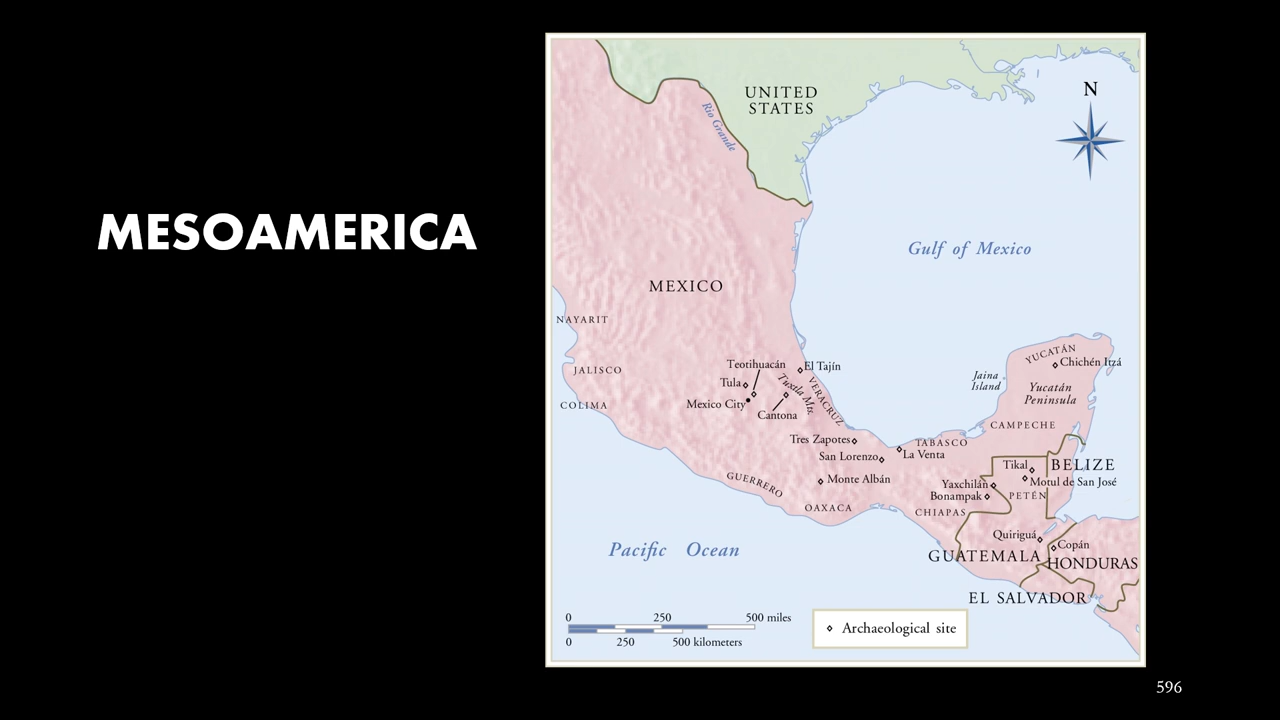 MESOAMERICA
UNITED
STATES
N
Rio Grande
Gulf of Mexico
MEXICO
NAYARIT
JALISCO
COLIMA
Teotihuacán
El Tajín
Tula
Tuxtla Mts.
VERACRUZ
Mexico City
Cantona
YUCATÁN
Chichén Itzá
Jaina
Island
Yucatán
Peninsula
CAMPECHE
Tres Zapotes
TABASCO
San Lorenzo
La Venta
Tikal
BELIZE
GUERRERO
Monte Albán
Yaxchilán
Motul de San José
Bonampak
PETÉN
OAXACA
CHIAPAS
Quiriguá
Copán
Pacific Ocean
GUATEMALA
HONDURAS
EL SALVADOR
0 250 500 miles
0 250 500 kilometers
Archaeological site
596